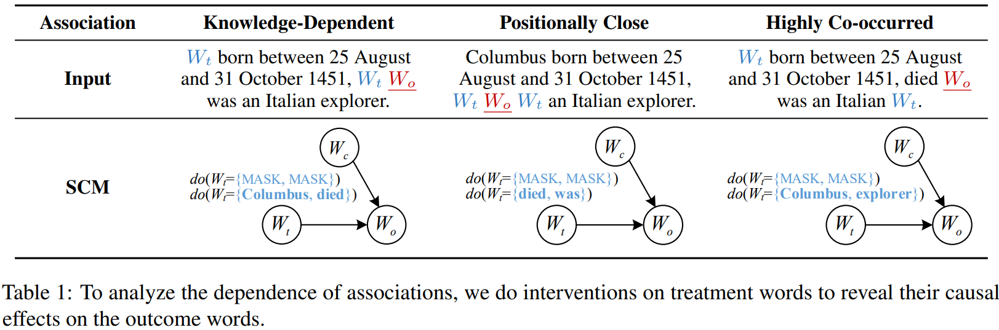 Association Knowledge-Dependent Positionally Close Highly Co-occurred
Input
W_t born between 25 August
and 31 October 1451, W_t W_o
was an Italian explorer.
Columbus born between 25
August and 31 October 1451,
W_t W_o W_t an Italian explorer.
W_t born between 25 August
and 31 October 1451, died W_o
was an Italian W_t.
SCM
W_c
do(W_t={MASK, MASK})
do(W_t={Columbus, died})
W_t W_o
W_c
do(W_t={MASK, MASK})
do(W_t={died, was})
W_t W_o
W_c
do(W_t={MASK, MASK})
do(W_t={Columbus, explorer})
W_t W_o
Table 1: To analyze the dependence of associations, we do interventions on treatment words to reveal their causal
effects on the outcome words.